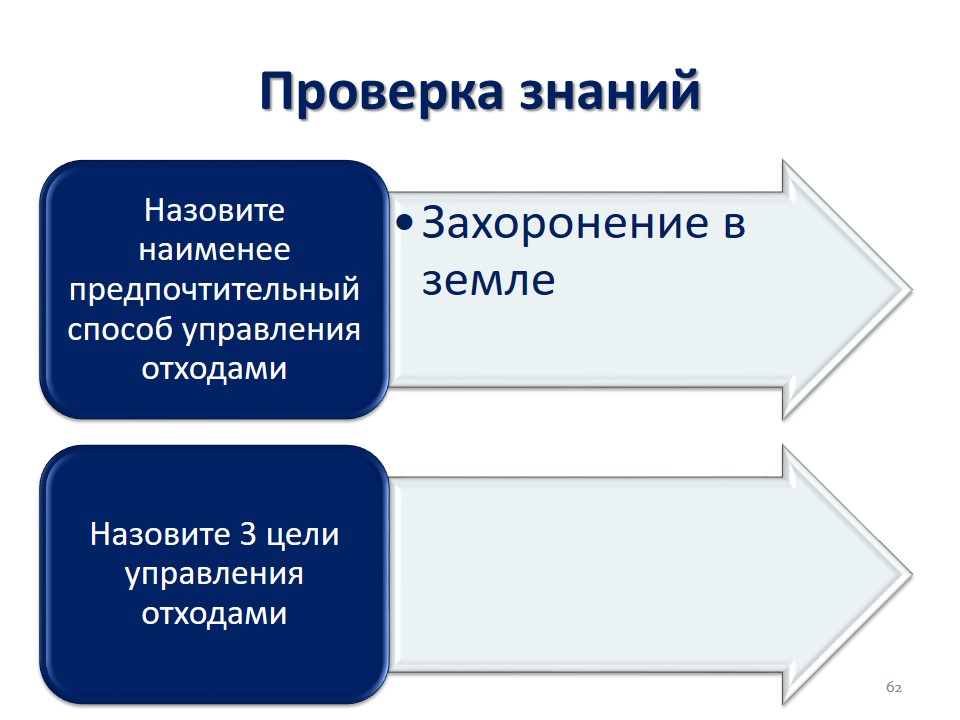 Проверка знаний
Назовите
наименее
предпочтительный
способ управления
отходами
•Захоронение в
земле
Назовите 3 цели
управления
отходами
62